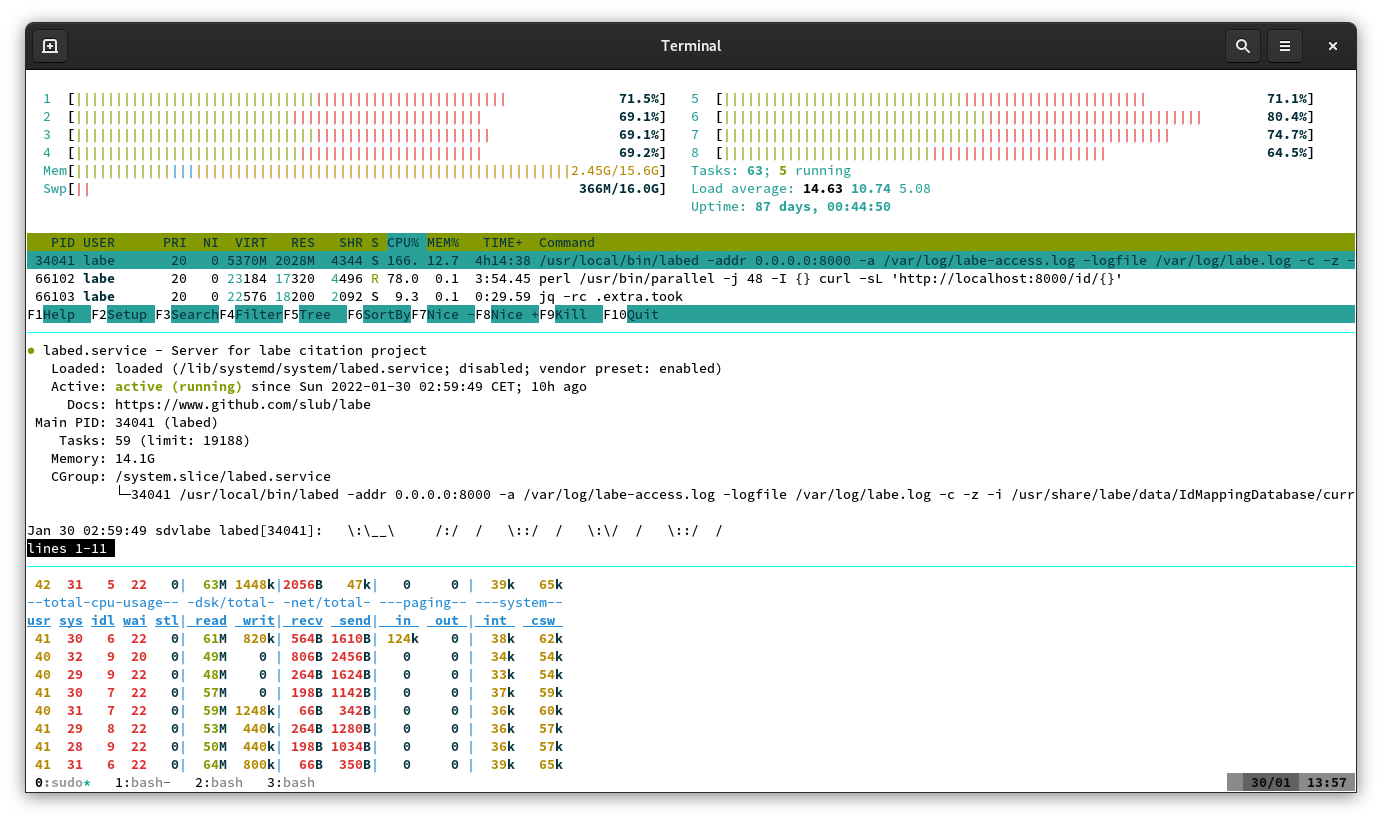 Terminal
1 [|||||||||||||||||||||||||||||||||||||||||||||||||||||| 71.5%] 5 [||||||||||||||||||||||||||||||||||||||||||||||||||||| 71.1%]
2 [||||||||||||||||||||||||||||||||||||||||||||||||||| 69.1%] 6 [|||||||||||||||||||||||||||||||||||||||||||||||||||||||||||| 80.4%]
3 [|||||||||||||||||||||||||||||||||||||||||||||||||||| 69.1%] 7 [|||||||||||||||||||||||||||||||||||||||||||||||||||||||| 74.7%]
4 [||||||||||||||||||||||||||||||||||||||||||||||||||| 69.2%] 8 [|||||||||||||||||||||||||||||||||||||||||||||||| 64.5%]
Mem[||||||||||||||||||||||||||||||||||||||||||||||||||||||||||||||2.45G/15.6G] Tasks: 63; 5 running
Swp[|| 366M/16.0G] Load average: 14.63 10.74 5.08
Uptime: 87 days, 00:44:50
PID USER PRI NI VIRT RES SHR S CPU% MEM% TIME+ Command
34041 labe 20 0 5370M 2028M 4344 S 166. 12.7 4h14:38 /usr/local/bin/labed -addr 0.0.0.0:8000 -a /var/log/labe-access.log -logfile /var/log/labe.log -c -z -
66102 labe 20 0 23184 17320 4496 R 78.0 0.1 3:54.45 perl /usr/bin/parallel -j 48 -I {} curl -sL 'http://localhost:8000/id/{}'
66103 labe 20 0 22576 18200 2092 S 9.3 0.1 0:29.59 jq -rc .extra.took
F1Help F2Setup F3SearchF4FilterF5Tree F6SortByF7Nice -F8Nice +F9Kill F10Quit
● labed.service - Server for labe citation project
Loaded: loaded (/lib/systemd/system/labed.service; disabled; vendor preset: enabled)
Active: active (running) since Sun 2022-01-30 02:59:49 CET; 10h ago
Docs: https://www.github.com/slub/labe
Main PID: 34041 (labed)
Tasks: 59 (limit: 19188)
Memory: 14.1G
CGroup: /system.slice/labed.service
└─34041 /usr/local/bin/labed -addr 0.0.0.0:8000 -a /var/log/labe-access.log -logfile /var/log/labe.log -c -z -i /usr/share/labe/data/IdMappingDatabase/curr
Jan 30 02:59:49 sdvlabe labed[34041]: \:\__\ /:/ / \::/ / \:\/ / \::/ /
lines 1-11
42 31 5 22 0| 63M 1448k|2056B 47k| 0 0 | 39k 65k
--total-cpu-usage-- -dsk/total- -net/total- ---paging-- ---system--
usr sys idl wai stl| read writ| recv send| in out | int csw
41 30 6 22 0| 61M 820k| 564B 1610B| 124k 0 | 38k 62k
40 32 9 20 0| 49M 0 | 806B 2456B| 0 0 | 34k 54k
40 29 9 22 0| 48M 0 | 264B 1624B| 0 0 | 33k 54k
41 30 7 22 0| 57M 0 | 198B 1142B| 0 0 | 37k 59k
40 31 7 22 0| 59M 1248k| 66B 342B| 0 0 | 36k 60k
41 29 8 22 0| 53M 440k| 264B 1280B| 0 0 | 36k 57k
41 28 9 22 0| 50M 440k| 198B 1034B| 0 0 | 36k 57k
41 31 6 22 0| 64M 800k| 66B 350B| 0 0 | 39k 65k
0:sudo* 1:bash- 2:bash 3:bash 30/01 13:57